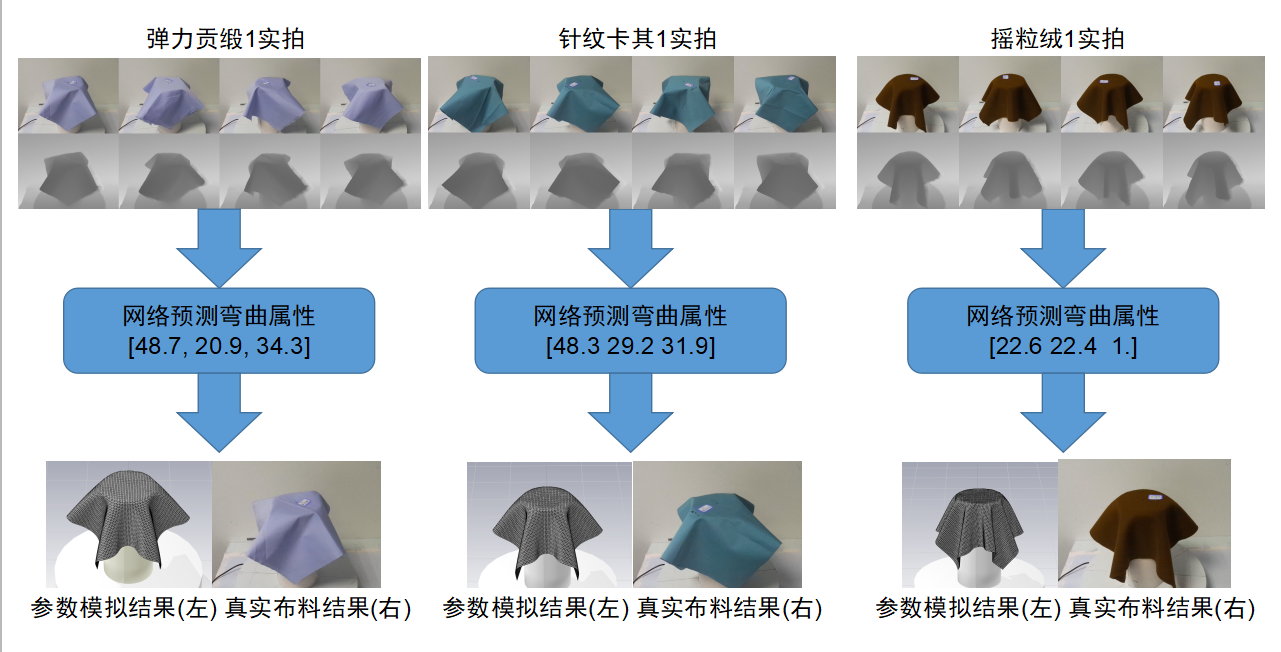 弹力贡缎1实拍
针纹卡其1实拍
摇粒绒1实拍
网络预测弯曲属性
[48.7, 20.9, 34.3]
网络预测弯曲属性
[48.3 29.2 31.9]
网络预测弯曲属性
[22.6 22.4  1.]
参数模拟结果(左) 真实布料结果(右)
参数模拟结果(左) 真实布料结果(右)
参数模拟结果(左) 真实布料结果(右)